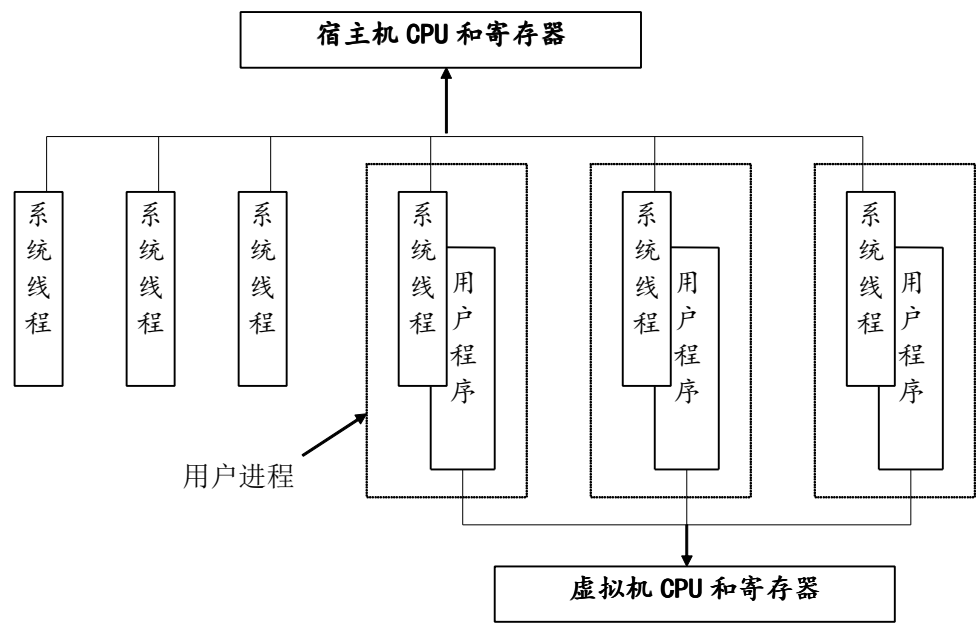 宿主机 CPU 和寄存器
系统线程
系统线程
系统线程
系统线程
用户程序
系统线程
用户程序
系统线程
用户程序
用户进程
虚拟机 CPU 和寄存器